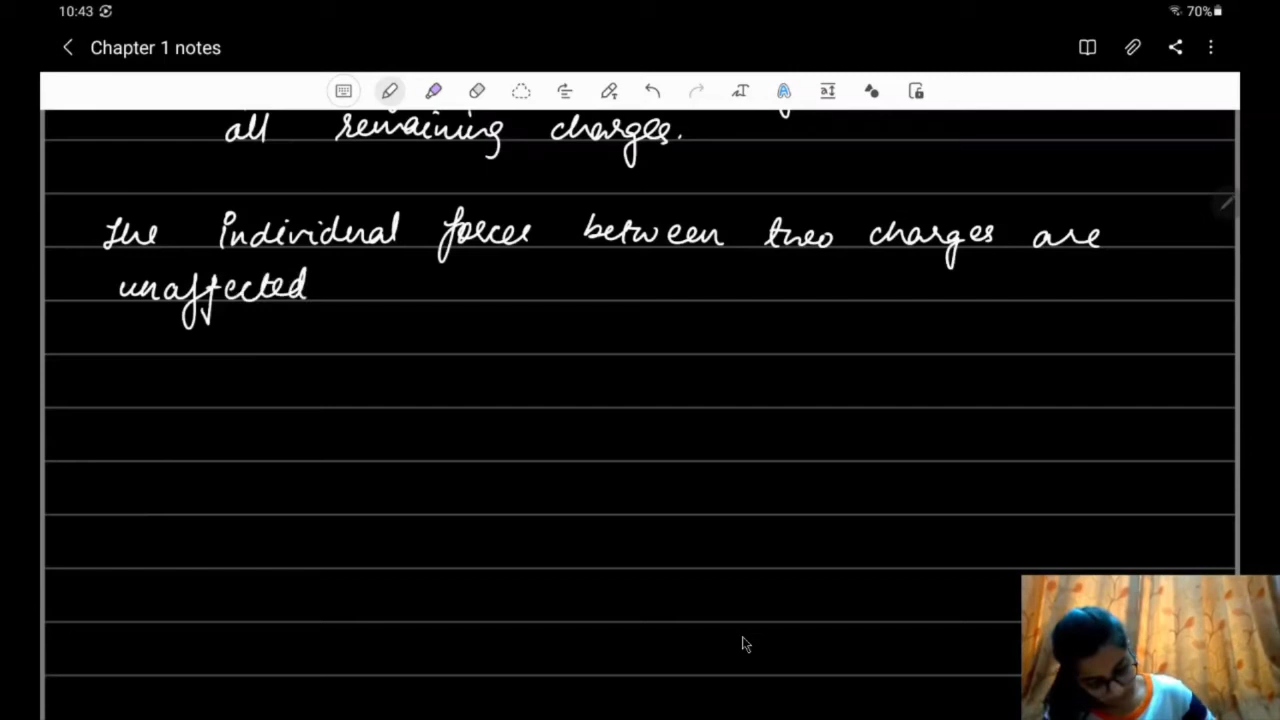 10:43
70%
Chapter 1 notes
all remaining charges.
The individual forces between two charges are
unaffected